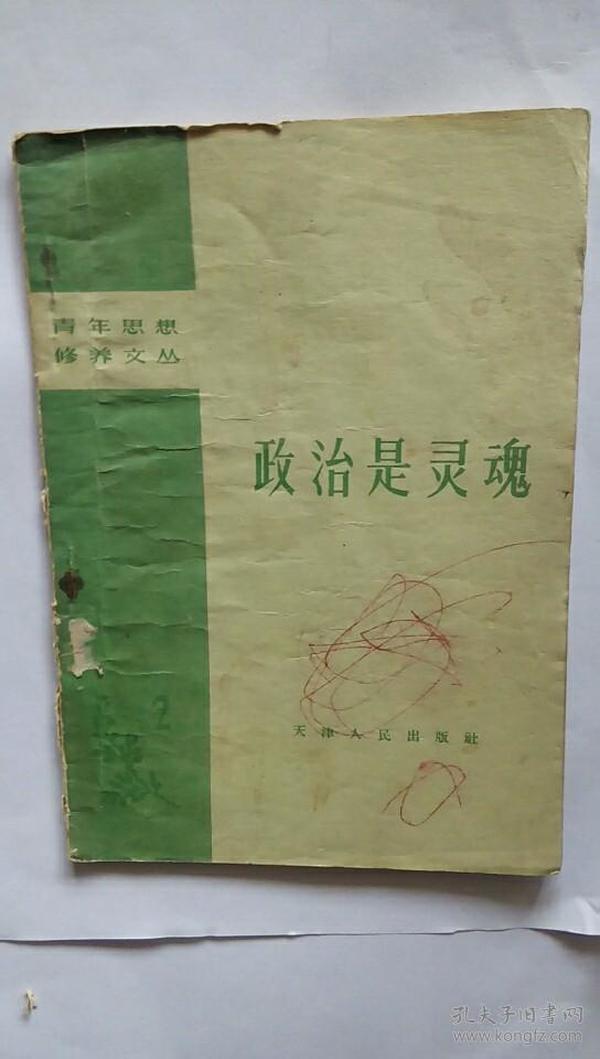 青年思想
修养文丛
政治是灵魂
天津人民出版社
孔夫子旧书网
www.kongfz.com